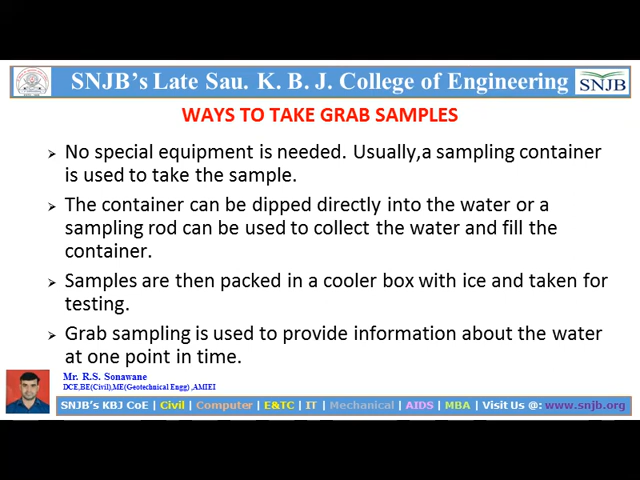 SNJB's Late Sau. K. B. J. College of Engineering
SNJB
WAYS TO TAKE GRAB SAMPLES
➢ No special equipment is needed. Usually,a sampling container
is used to take the sample.
➢ The container can be dipped directly into the water or a
sampling rod can be used to collect the water and fill the
container.
➢ Samples are then packed in a cooler box with ice and taken for
testing.
➢ Grab sampling is used to provide information about the water
at one point in time.
Mr. R.S. Sonawane
DCE,BE(Civil),ME(Geotechnical Engg) ,AMIEI
SNJB's KBJ CoE | Civil | Computer | E&TC | IT | Mechanical | AIDS | MBA | Visit Us @: www.snjb.org